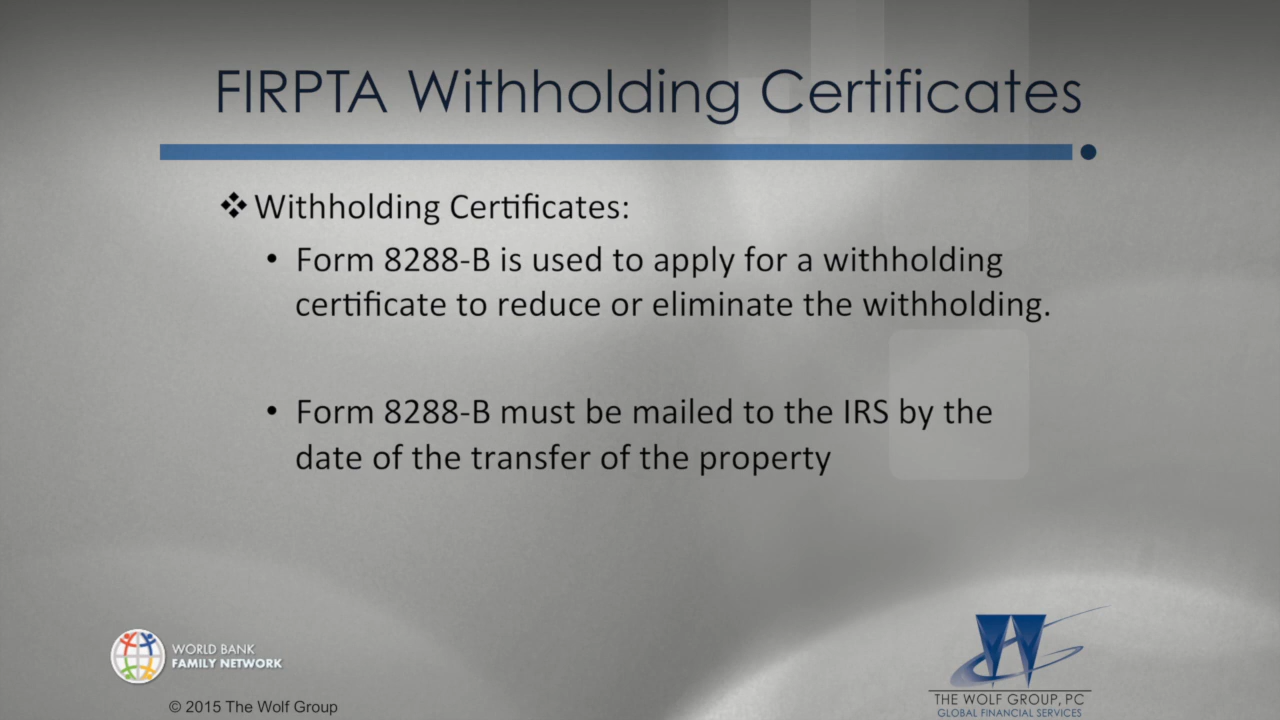 FIRPTA Withholding Certificates
❖ Withholding Certificates:
• Form 8288-B is used to apply for a withholding
certificate to reduce or eliminate the withholding.
• Form 8288-B must be mailed to the IRS by the
date of the transfer of the property
WORLD BANK
FAMILY NETWORK
© 2015 The Wolf Group
THE WOLF GROUP, PC
GLOBAL FINANCIAL SERVICES